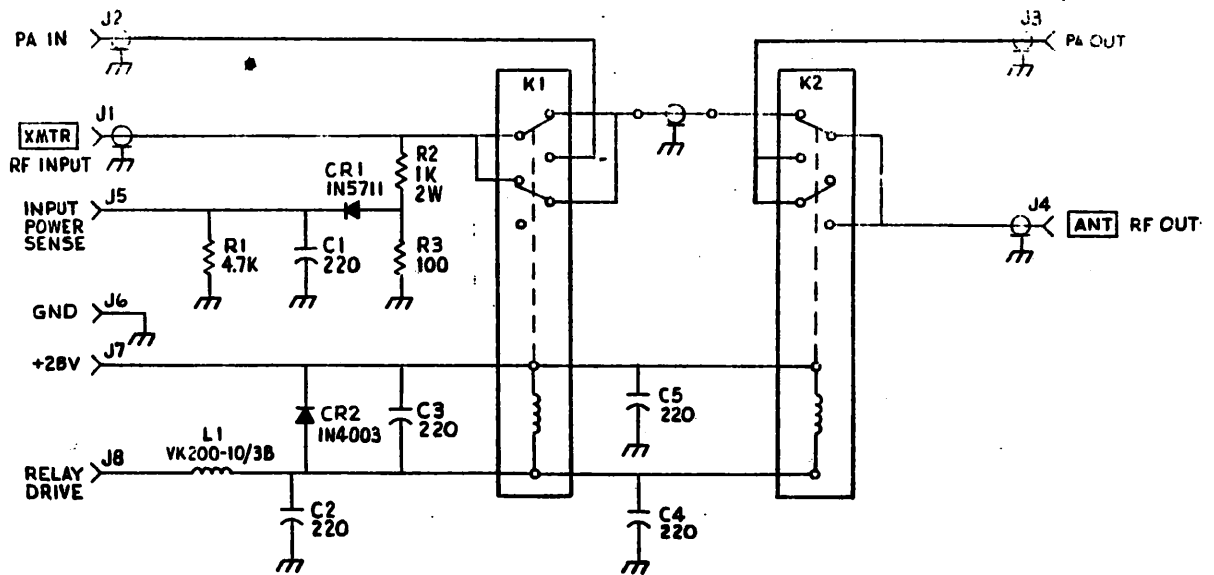 J2
PA IN
J3
PA OUT
K1
K2
J1
XMTR
RF INPUT
R2
1K
2W
CR1
1N5711
J5
INPUT
POWER
SENSE
R1
4.7K
C1
220
R3
100
J4
ANT RF OUT
J6
GND
J7
+28V
CR2
1N4003
C3
220
C5
220
L1
VK200-10/3B
J8
RELAY
DRIVE
C2
220
C4
220